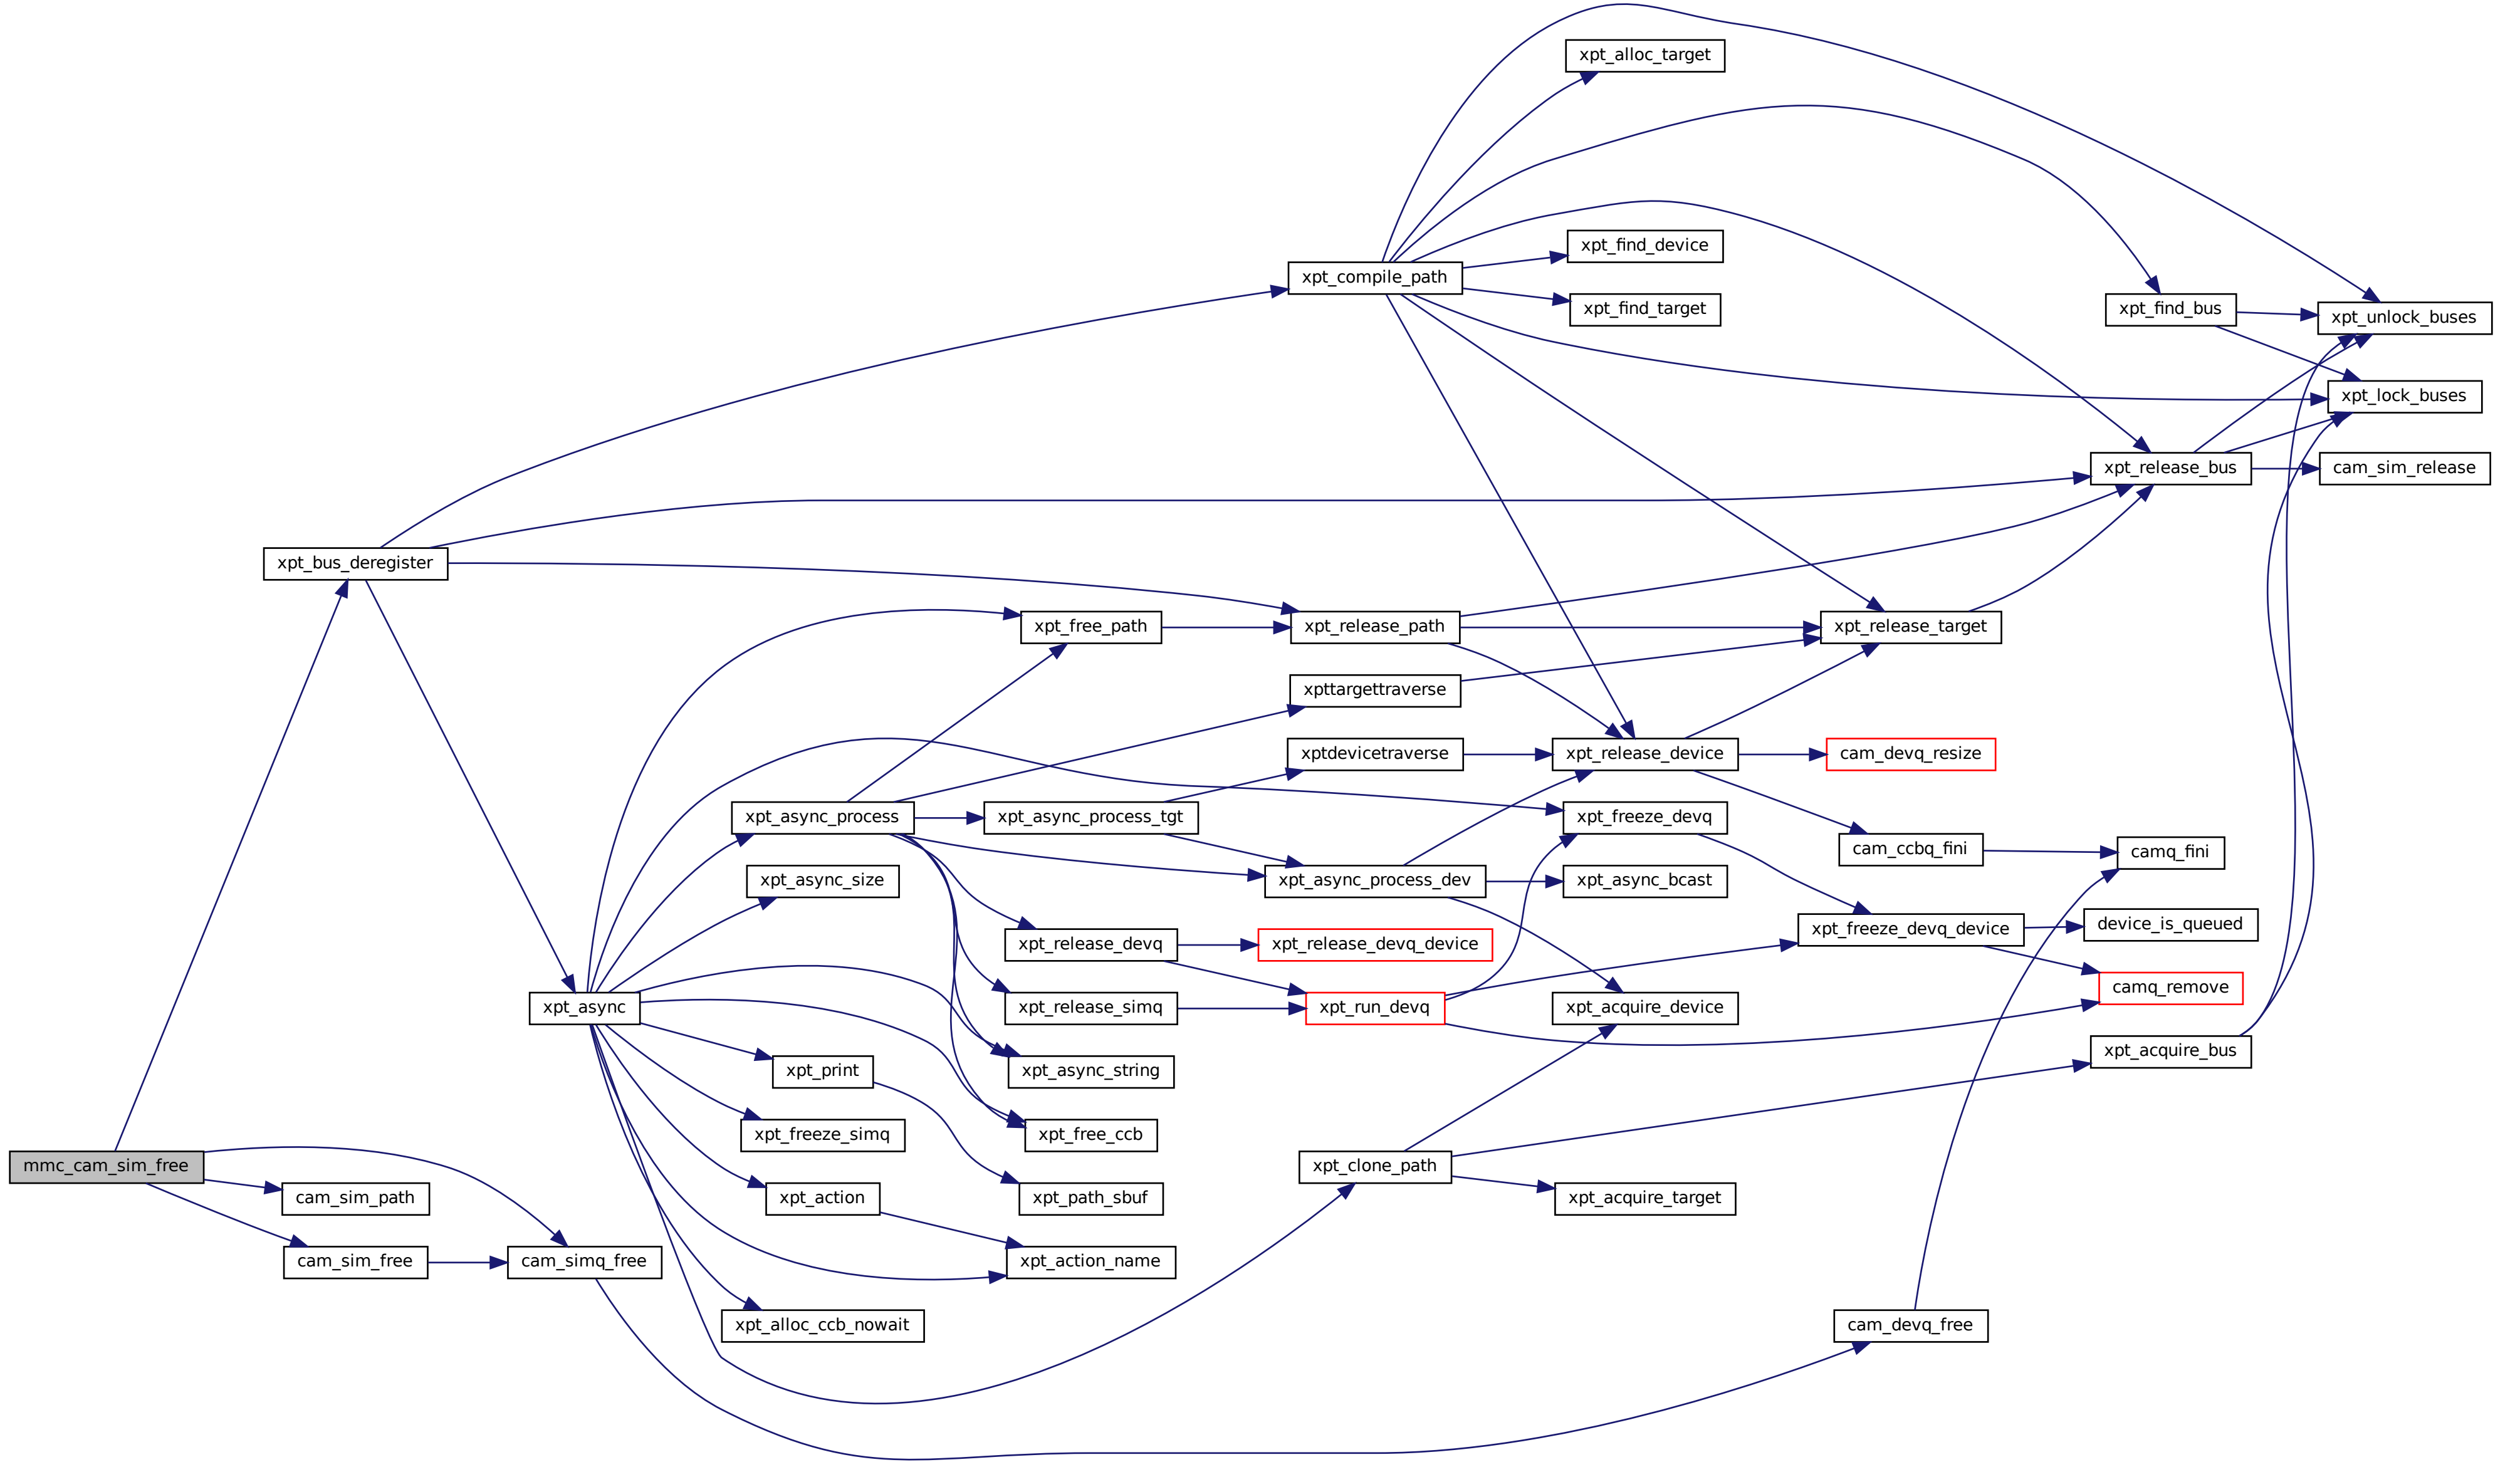 xpt_alloc_target
xpt_find_device
xpt_compile_path
xpt_find_bus
xpt_find_target
xpt_unlock_buses
xpt_lock_buses
xpt_release_bus
cam_sim_release
xpt_bus_deregister
xpt_free_path
xpt_release_path
xpt_release_target
xpttargettraverse
xptdevicetraverse
xpt_release_device
cam_devq_resize
xpt_async_process
xpt_async_process_tgt
xpt_freeze_devq
cam_ccbq_fini
camq_fini
xpt_async_size
xpt_async_process_dev
xpt_async_bcast
xpt_release_devq
xpt_release_devq_device
xpt_freeze_devq_device
device_is_queued
camq_remove
xpt_async
xpt_release_simq
xpt_run_devq
xpt_acquire_device
xpt_acquire_bus
xpt_print
xpt_async_string
xpt_freeze_simq
xpt_free_ccb
mmc_cam_sim_free
xpt_clone_path
cam_sim_path
xpt_action
xpt_path_sbuf
xpt_acquire_target
cam_sim_free
cam_simq_free
xpt_action_name
xpt_alloc_ccb_nowait
cam_devq_free